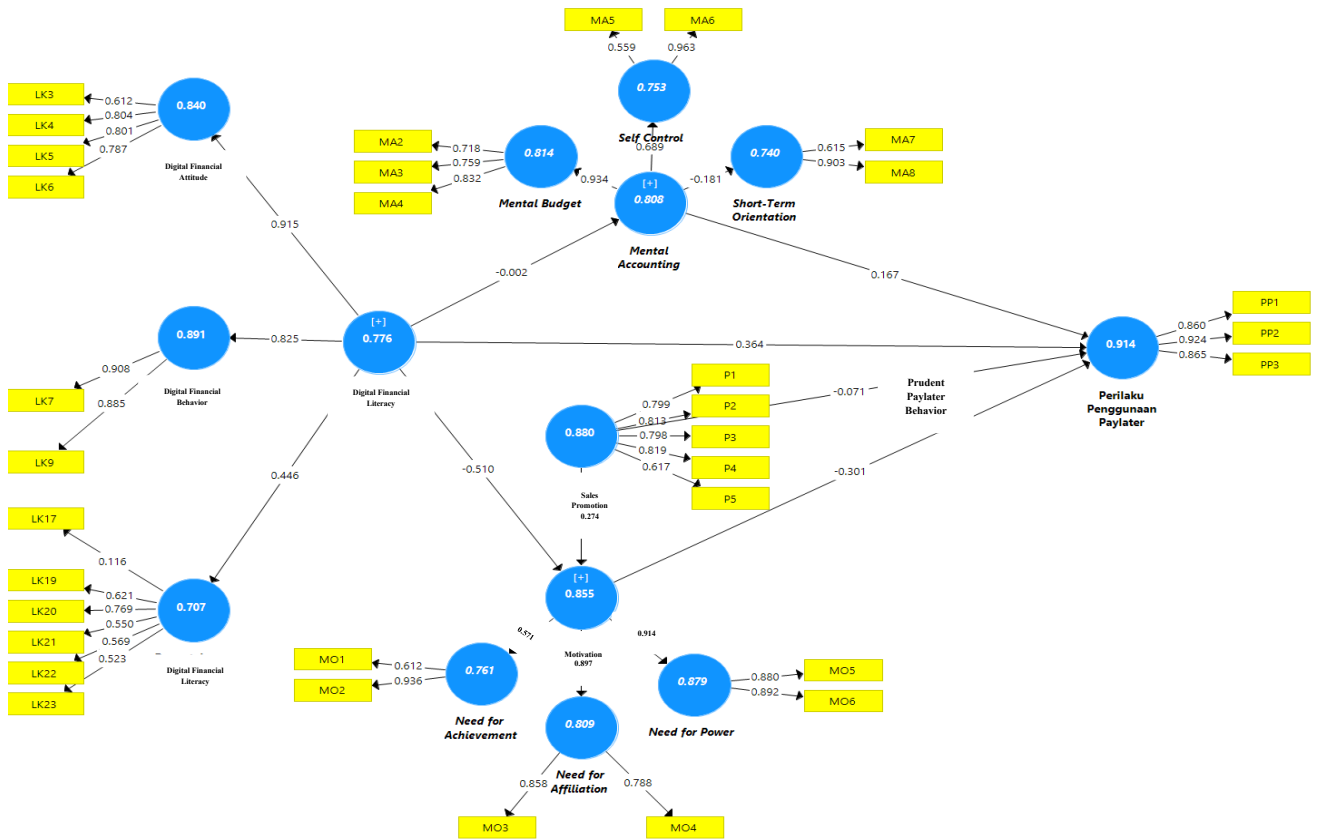 MA5
MA6
0.559
0.963
0.753
Self Control
0.689
LK3
LK4
LK5
LK6
0.612
0.804
0.801
0.787
0.840
Digital Financial
Attitude
MA2
MA3
MA4
0.718
0.759
0.832
0.814
Mental Budget
0.934
[+]
0.808
Mental
Accounting
-0.181
0.740
Short-Term
Orientation
0.615
0.903
MA7
MA8
0.915
-0.002
0.167
0.891
Digital Financial
Behavior
0.825
[+]
0.776
Digital Financial
Literacy
0.364
0.908
0.885
LK7
LK9
0.914
Perilaku
Penggunaan
Paylater
0.860
0.924
0.865
PP1
PP2
PP3
Prudent
Paylater
Behavior
-0.071
0.880
Sales
Promotion
0.274
0.799
0.813
0.798
0.819
0.617
P1
P2
P3
P4
P5
0.446
-0.510
-0.301
LK17
LK19
LK20
LK21
LK22
LK23
0.116
0.621
0.769
0.550
0.569
0.523
0.707
Digital Financial
Literacy
[+]
0.855
Motivation
0.897
0.571
0.914
MO1
MO2
0.612
0.936
0.761
Need for
Achievement
0.809
Need for
Affiliation
0.879
Need for Power
0.880
0.892
MO5
MO6
0.858
0.788
MO3
MO4